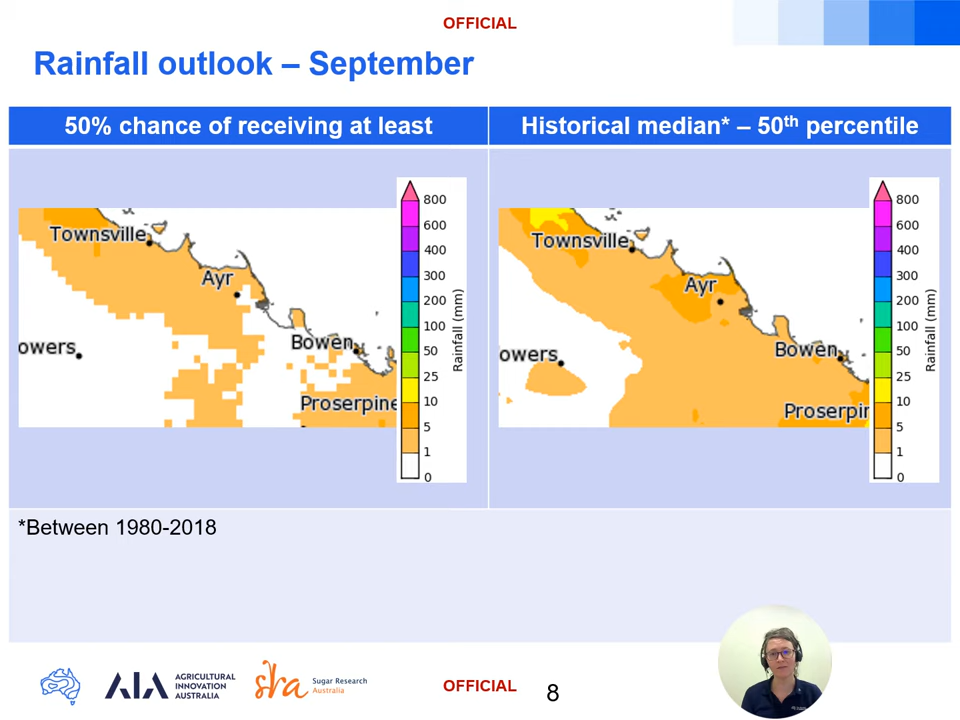 OFFICIAL
Rainfall outlook – September
50% chance of receiving at least
Historical median* – 50th percentile
Townsville
Ayr
Bowen
owers
Proserpine
800
600
400
300
200
100
50
25
10
5
1
0
Rainfall (mm)
Townsville
Ayr
Bowen
owers
Proserpin
800
600
400
300
200
100
50
25
10
5
1
0
Rainfall (mm)
*Between 1980-2018
AIA AGRICULTURAL
INNOVATION
AUSTRALIA
sra Sugar Research
Australia
OFFICIAL
8